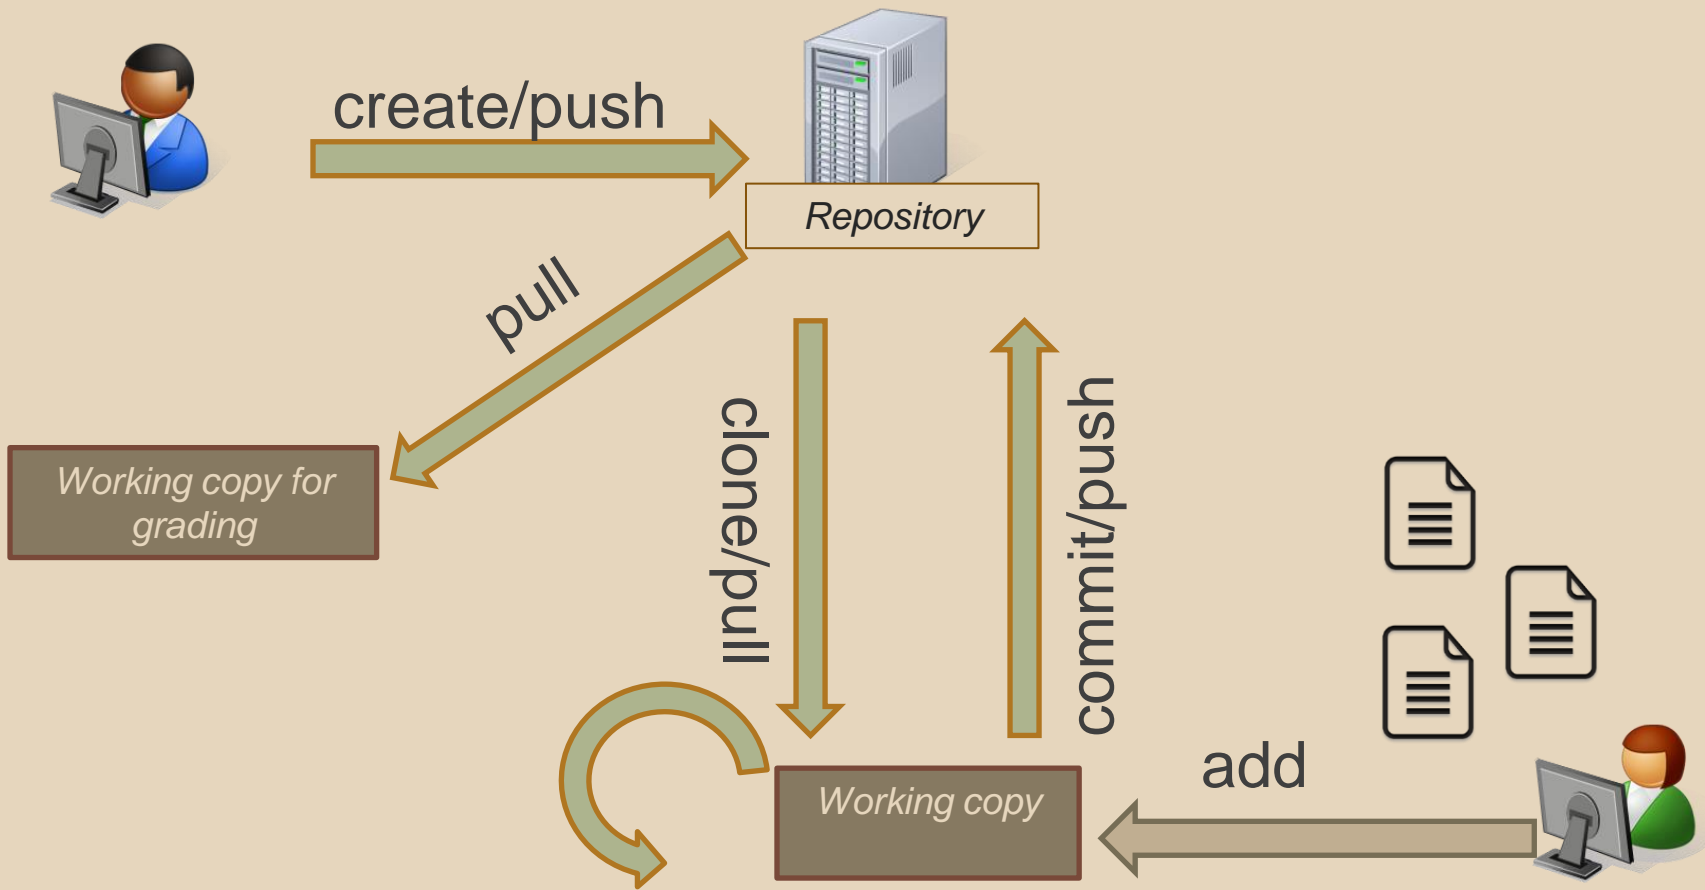 create/push
Repository
pull
clone/pull
commit/push
Working copy for
grading
add
Working copy